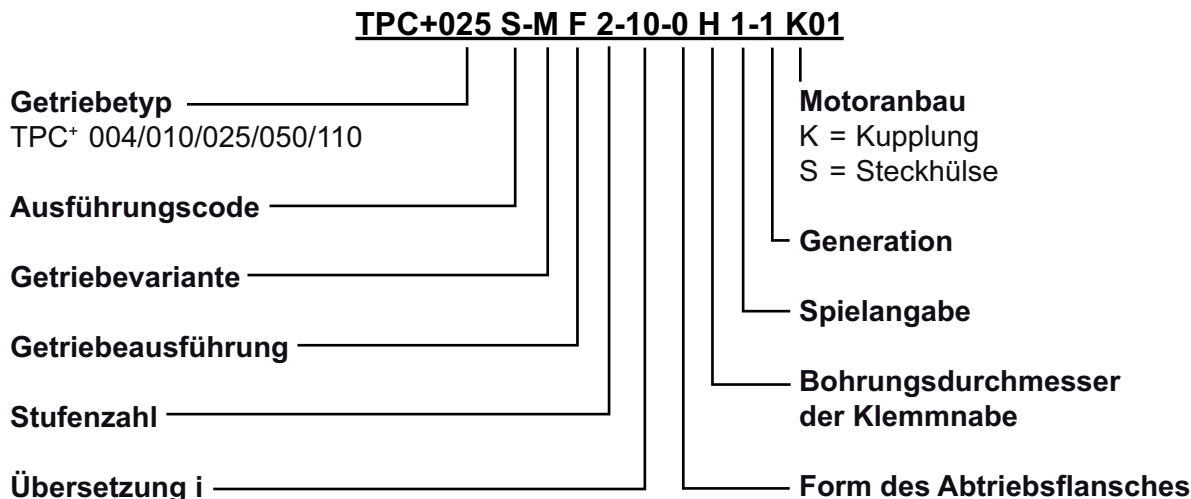 TPC+025 S-M F 2-10-0 H 1-1 K01
Getriebetyp
TPC⁺ 004/010/025/050/110
Ausführungscode
Getriebevariante
Getriebeausführung
Stufenzahl
Übersetzung i
Motoranbau
K = Kupplung
S = Steckhülse
Generation
Spielangabe
Bohrungsdurchmesser
der Klemmnabe
Form des Abtriebsflansches